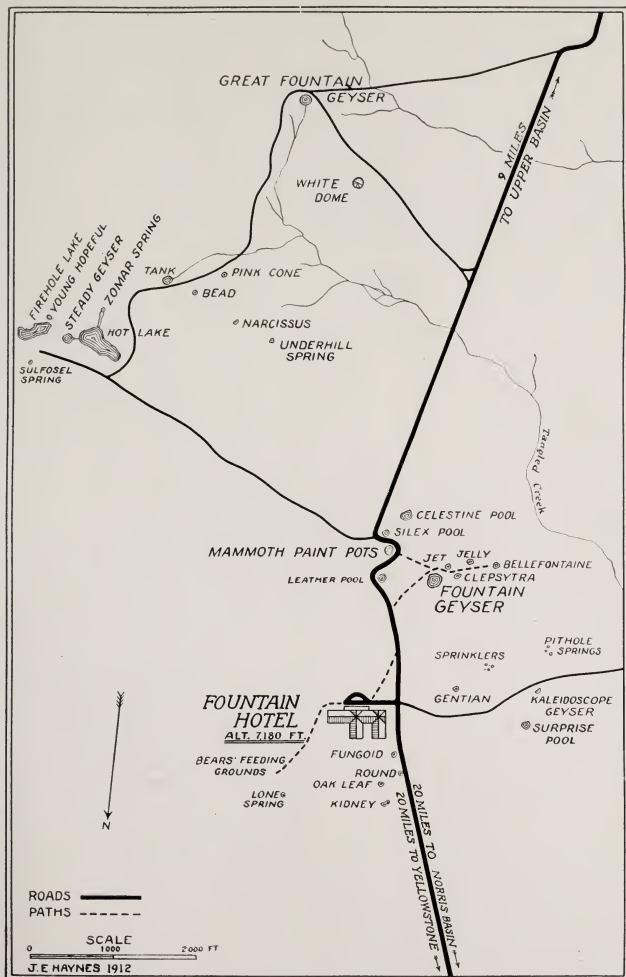 GREAT FOUNTAIN
GEYSER
9 MILES
TO UPPER BASIN
WHITE
DOME
FIREHOLE LAKE
YOUNG HOPEFUL
STEADY GEYSER
ZOMAR SPRING
TANK
PINK CONE
BEAD
HOT LAKE
NARCISSUS
UNDERHILL
SPRING
SULFOSEL
SPRING
Tangled Creek
CELESTINE POOL
SILEX POOL
MAMMOTH PAINT POTS
JET
JELLY
BELLEFONTAINE
LEATHER POOL
CLEPSYTRA
FOUNTAIN
GEYSER
SPRINKLERS
PITHOLE
SPRINGS
FOUNTAIN
HOTEL
ALT. 7,180 FT.
GENTIAN
KALEIDOSCOPE
GEYSER
SURPRISE
POOL
BEARS' FEEDING
GROUNDS
FUNGOID
ROUND
OAK LEAF
LONE
SPRING
KIDNEY
20 MILES TO NORRIS BASIN
20 MILES TO YELLOWSTONE
N
ROADS
PATHS
SCALE
0 1000 2000 FT
J.E HAYNES 1912